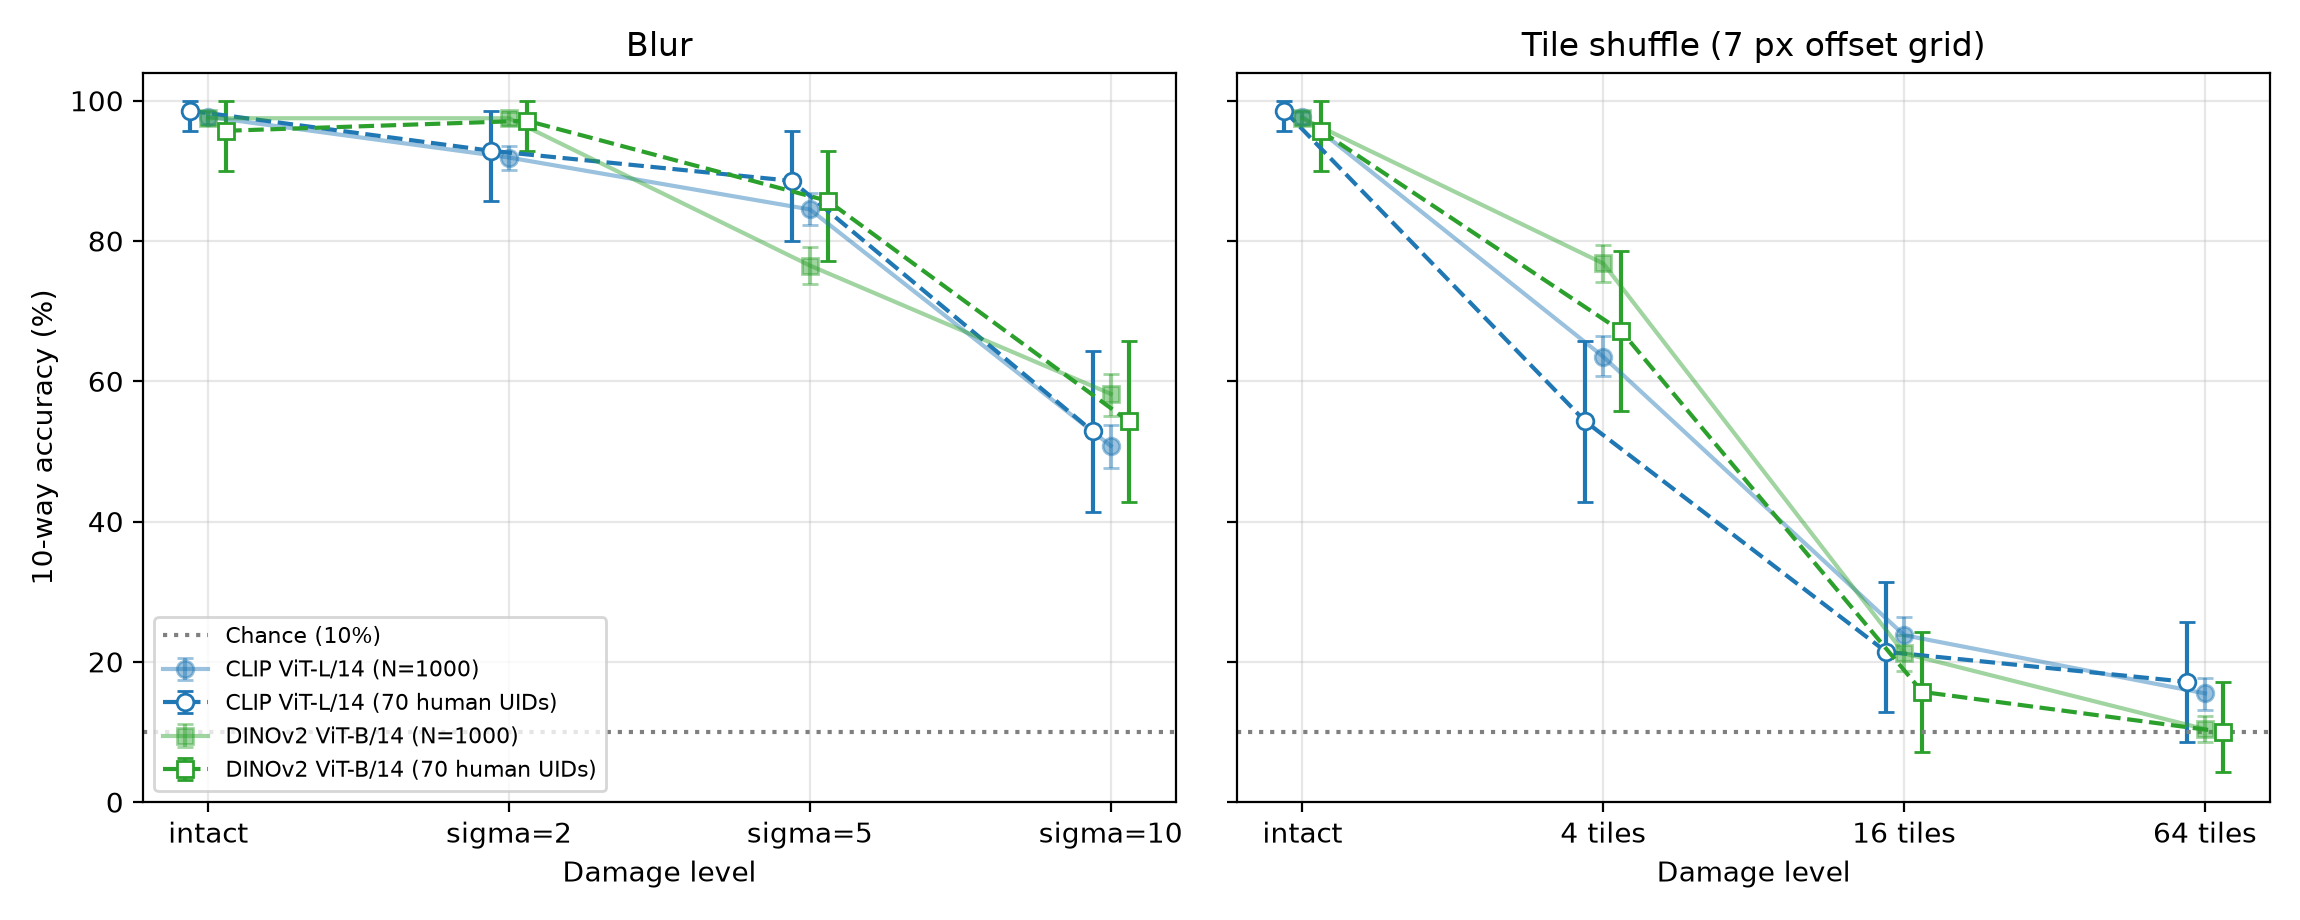 Blur
Tile shuffle (7 px offset grid)
10-way accuracy (%)
100
80
60
40
20
0
Chance (10%)
CLIP ViT-L/14 (N=1000)
CLIP ViT-L/14 (70 human UIDs)
DINOv2 ViT-B/14 (N=1000)
DINOv2 ViT-B/14 (70 human UIDs)
intact sigma=2 sigma=5 sigma=10
Damage level
intact 4 tiles 16 tiles 64 tiles
Damage level